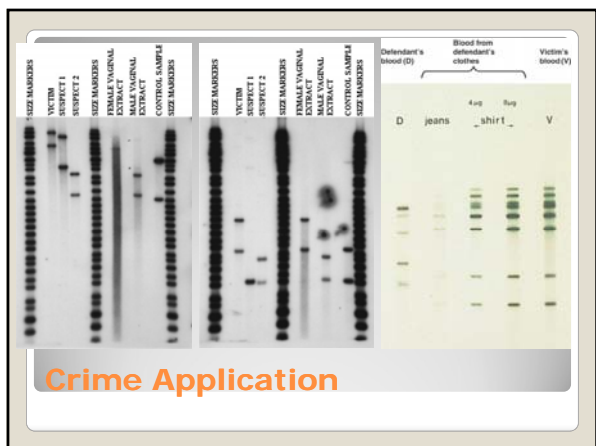 SIZE MARKERS
VICTIM
SUSPECT 1
SUSPECT 2
SIZE MARKERS
FEMALE VAGINAL
EXTRACT
MALE VAGINAL
EXTRACT
CONTROL SAMPLE
SIZE MARKERS
SIZE MARKERS
VICTIM
SUSPECT 1
SUSPECT 2
SIZE MARKERS
FEMALE VAGINAL
EXTRACT
MALE VAGINAL
EXTRACT
CONTROL SAMPLE
SIZE MARKERS
Defendant's
blood (D)
Blood from
defendant's
clothes
Victim's
blood (V)
4 µg
8 µg
D
jeans
shirt
V
Crime Application